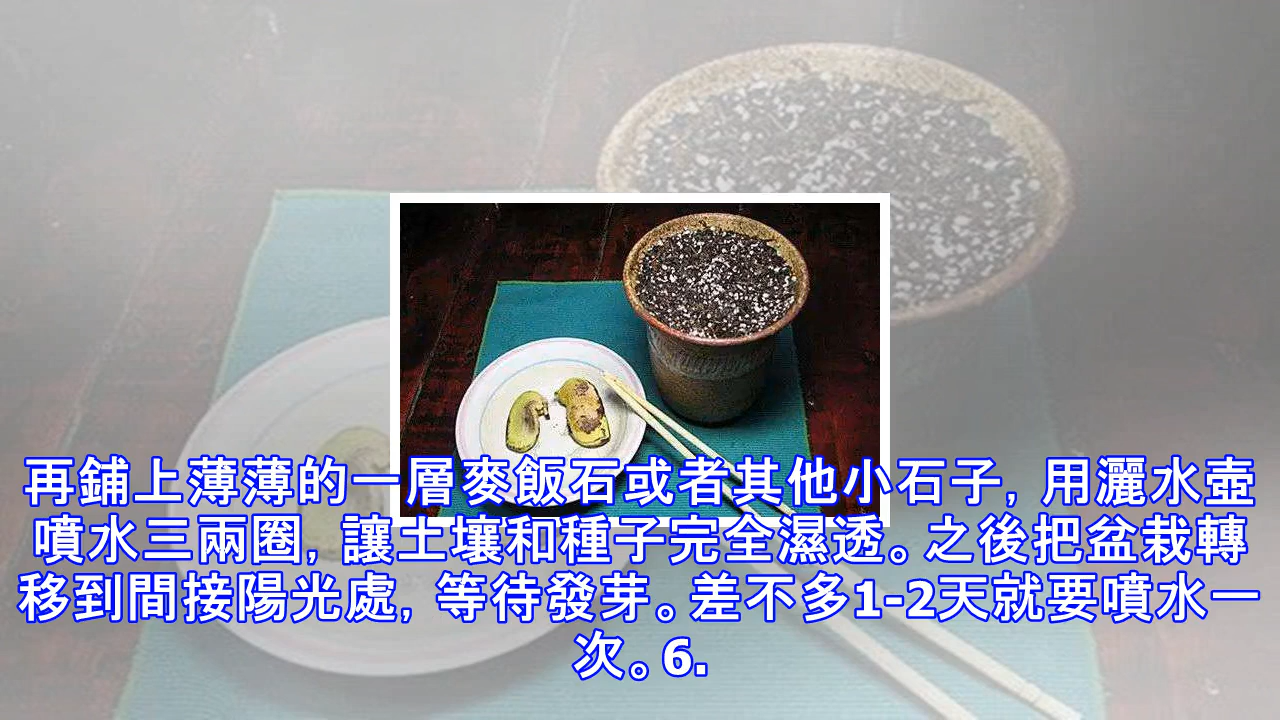 再鋪上薄薄的一層麥飯石或者其他小石子, 用灑水壺
噴水三兩圈, 讓土壤和種子完全濕透。之後把盆栽轉
移到間接陽光處, 等待發芽。差不多1-2天就要噴水一
次。6.